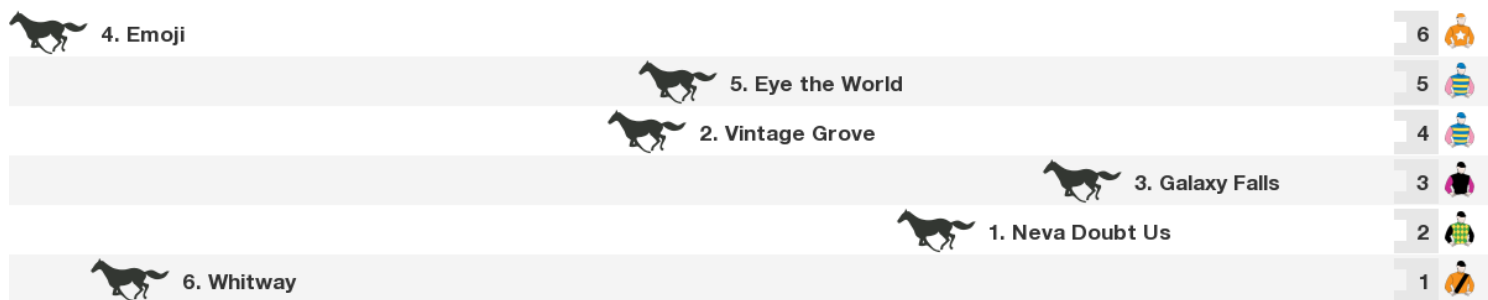 4. Emoji 6
5. Eye the World 5
2. Vintage Grove 4
3. Galaxy Falls 3
1. Neva Doubt Us 2
6. Whitway 1